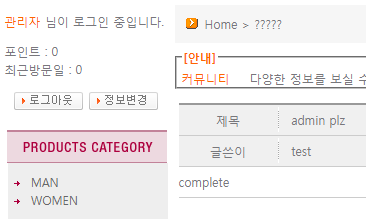 관리자 님이 로그인 중입니다.
포인트 : 0
최근방문일 : 0
로그아웃 정보변경
PRODUCTS CATEGORY
MAN
WOMEN
Home > ?????
[안내]
커뮤니티 다양한 정보를 보실 수
제목 admin plz
글쓴이 test
complete